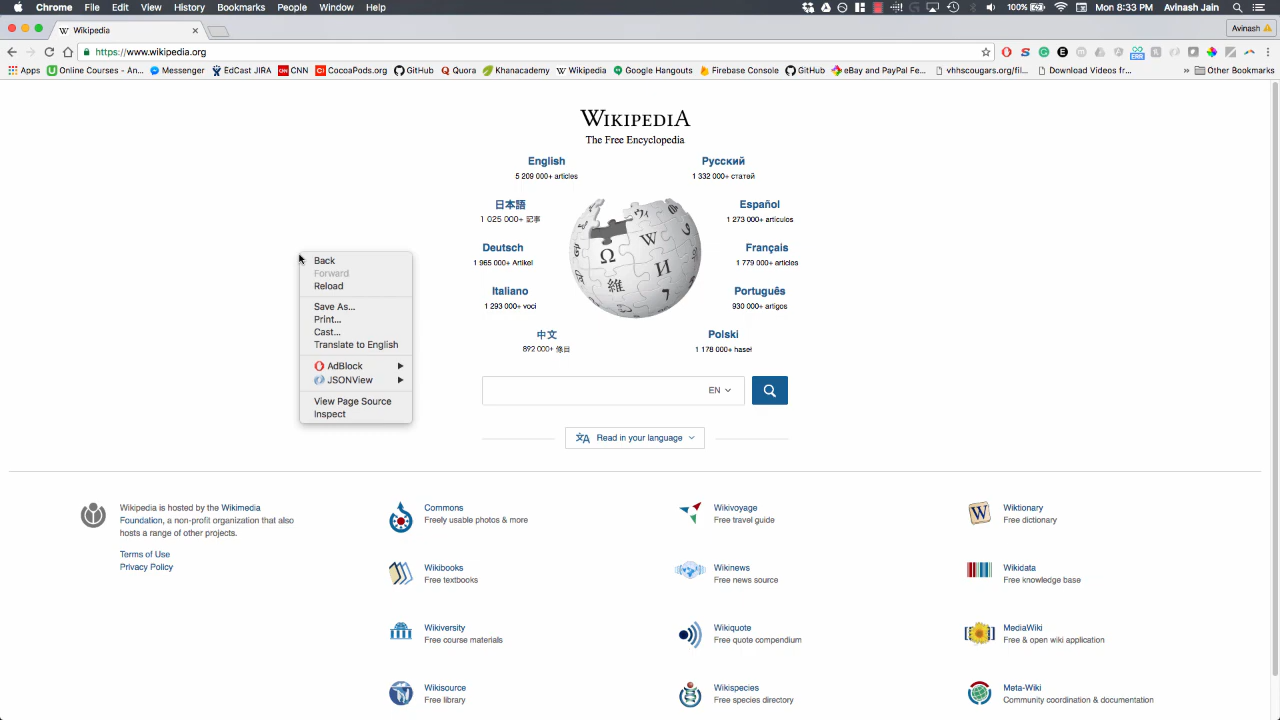 Chrome File Edit View History Bookmarks People Window Help 100% Mon 8:33 PM Avinash Jain
Wikipedia Avinash
https://www.wikipedia.org
Apps Online Courses - An... Messenger EdCast JIRA CNN CocoaPods.org GitHub Quora Khanacademy Wikipedia Google Hangouts Firebase Console GitHub eBay and PayPal Fe... vhhscougars.org/fil... Download Videos fr... » Other Bookmarks
WIKIPEDIA
The Free Encyclopedia
English
5 209 000+ articles
Русский
1 332 000+ статей
日本語
1 025 000+ 記事
Español
1 273 000+ artículos
Deutsch
1 965 000+ Artikel
Français
1 779 000+ articles
Italiano
1 293 000+ voci
Português
930 000+ artigos
中文
892 000+ 條目
Polski
1 178 000+ haseł
Ω W И 維
Back
Forward
Reload
Save As...
Print...
Cast...
Translate to English
AdBlock
JSONView
View Page Source
Inspect
EN
Read in your language
Wikipedia is hosted by the Wikimedia
Foundation, a non-profit organization that also
hosts a range of other projects.
Terms of Use
Privacy Policy
Commons
Freely usable photos & more
Wikivoyage
Free travel guide
Wiktionary
Free dictionary
Wikibooks
Free textbooks
Wikinews
Free news source
Wikidata
Free knowledge base
Wikiversity
Free course materials
Wikiquote
Free quote compendium
MediaWiki
Free & open wiki application
Wikisource
Free library
Wikispecies
Free species directory
Meta-Wiki
Community coordination & documentation